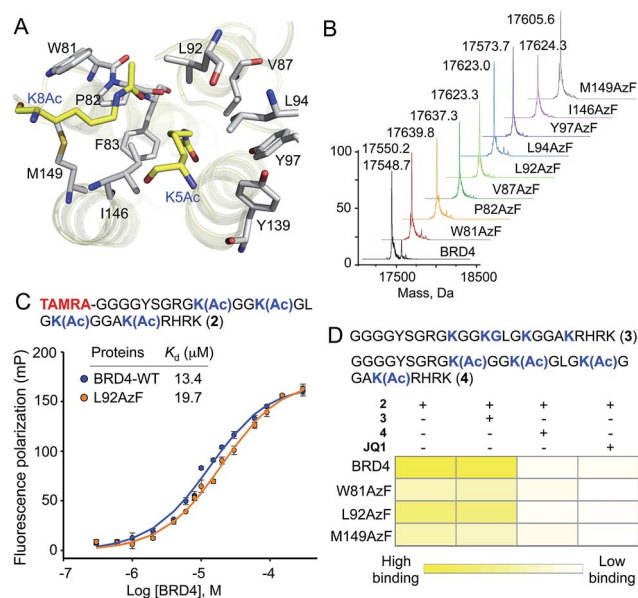 A
W81
L92
V87
K8Ac
P82
L94
F83
Y97
M149
K5Ac
I146
Y139
B
17605.6
17573.7
17624.3
17623.0
17623.3
17637.3
17639.8
17550.2
17548.7
M149AzF
I146AzF
Y97AzF
L94AzF
L92AzF
V87AzF
P82AzF
W81AzF
BRD4
100
50
0
17500 18500
Mass, Da
C
TAMRA-GGGGYSGRGK(Ac)GGK(Ac)GL
GK(Ac)GGAK(Ac)RHRK (2)
Proteins Kd (μM)
BRD4-WT 13.4
L92AzF 19.7
Fluorescence polarization (mP)
200
150
100
50
0
-7 -6 -5 -4 -3
Log [BRD4], M
D
GGGGYSGRGKGGKGLGKGGAKRHRK (3)
GGGGYSGRGK(Ac)GGK(Ac)GLGK(Ac)G
GAK(Ac)RHRK (4)
2 + + + +
3 - + - -
4 - - + -
JQ1 - - - +
BRD4
W81AzF
L92AzF
M149AzF
High binding
Low binding